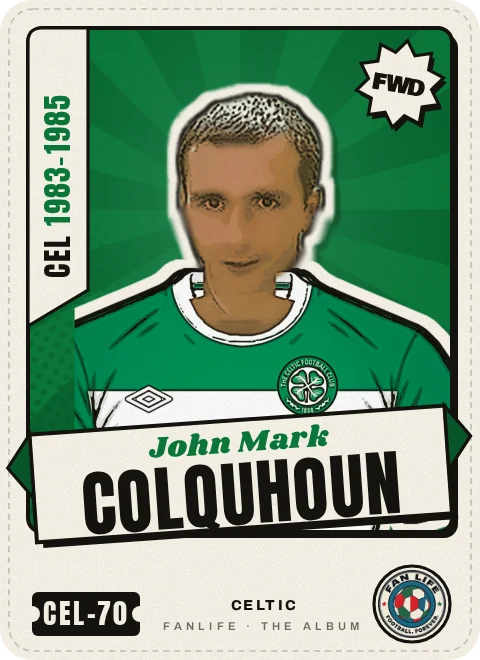 FWD
CEL 1983-1985
THE CELTIC FOOTBALL CLUB
1888
John Mark
COLQUHOUN
CEL-70
CELTIC
FANLIFE · THE ALBUM
FAN LIFE
FOOTBALL. FOREVER.